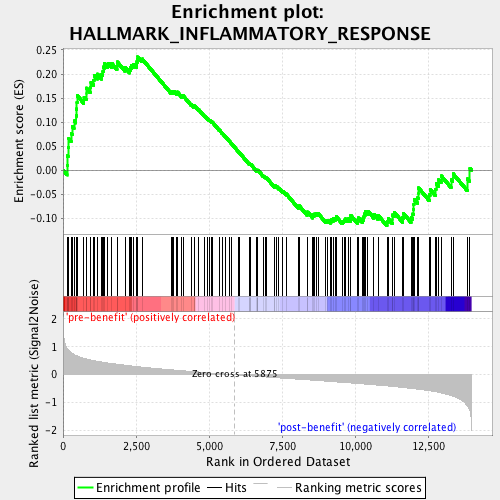 Enrichment plot:
HALLMARK_INFLAMMATORY_RESPONSE
Enrichment score (ES)
0.25
0.20
0.15
0.10
0.05
0.00
-0.05
-0.10
Ranked list metric (Signal2Noise)
'pre-benefit' (positively correlated)
2
1
0
-1
-2
Zero cross at 5875
'post-benefit' (negatively correlated)
0
2,500
5,000
7,500
10,000
12,500
Rank in Ordered Dataset
Enrichment profile
Hits
Ranking metric scores